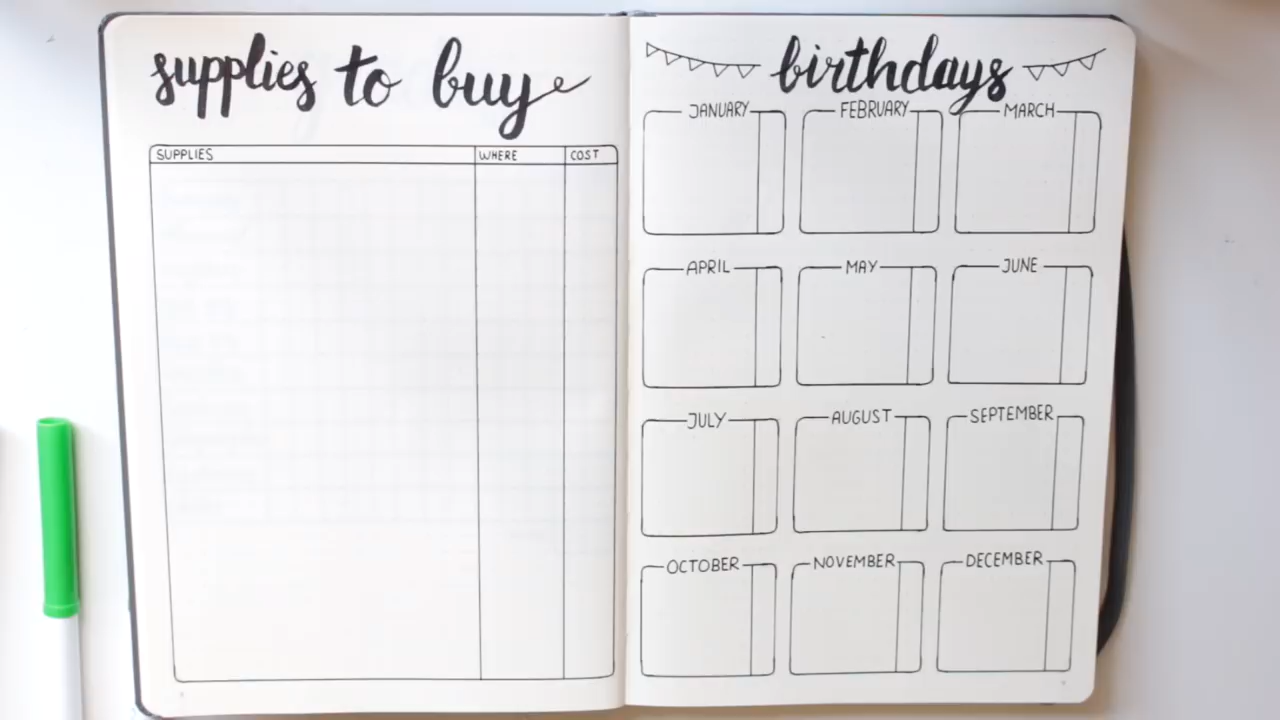 supplies to buy
SUPPLIES WHERE COST
birthdays
JANUARY FEBRUARY MARCH
APRIL MAY JUNE
JULY AUGUST SEPTEMBER
OCTOBER NOVEMBER DECEMBER